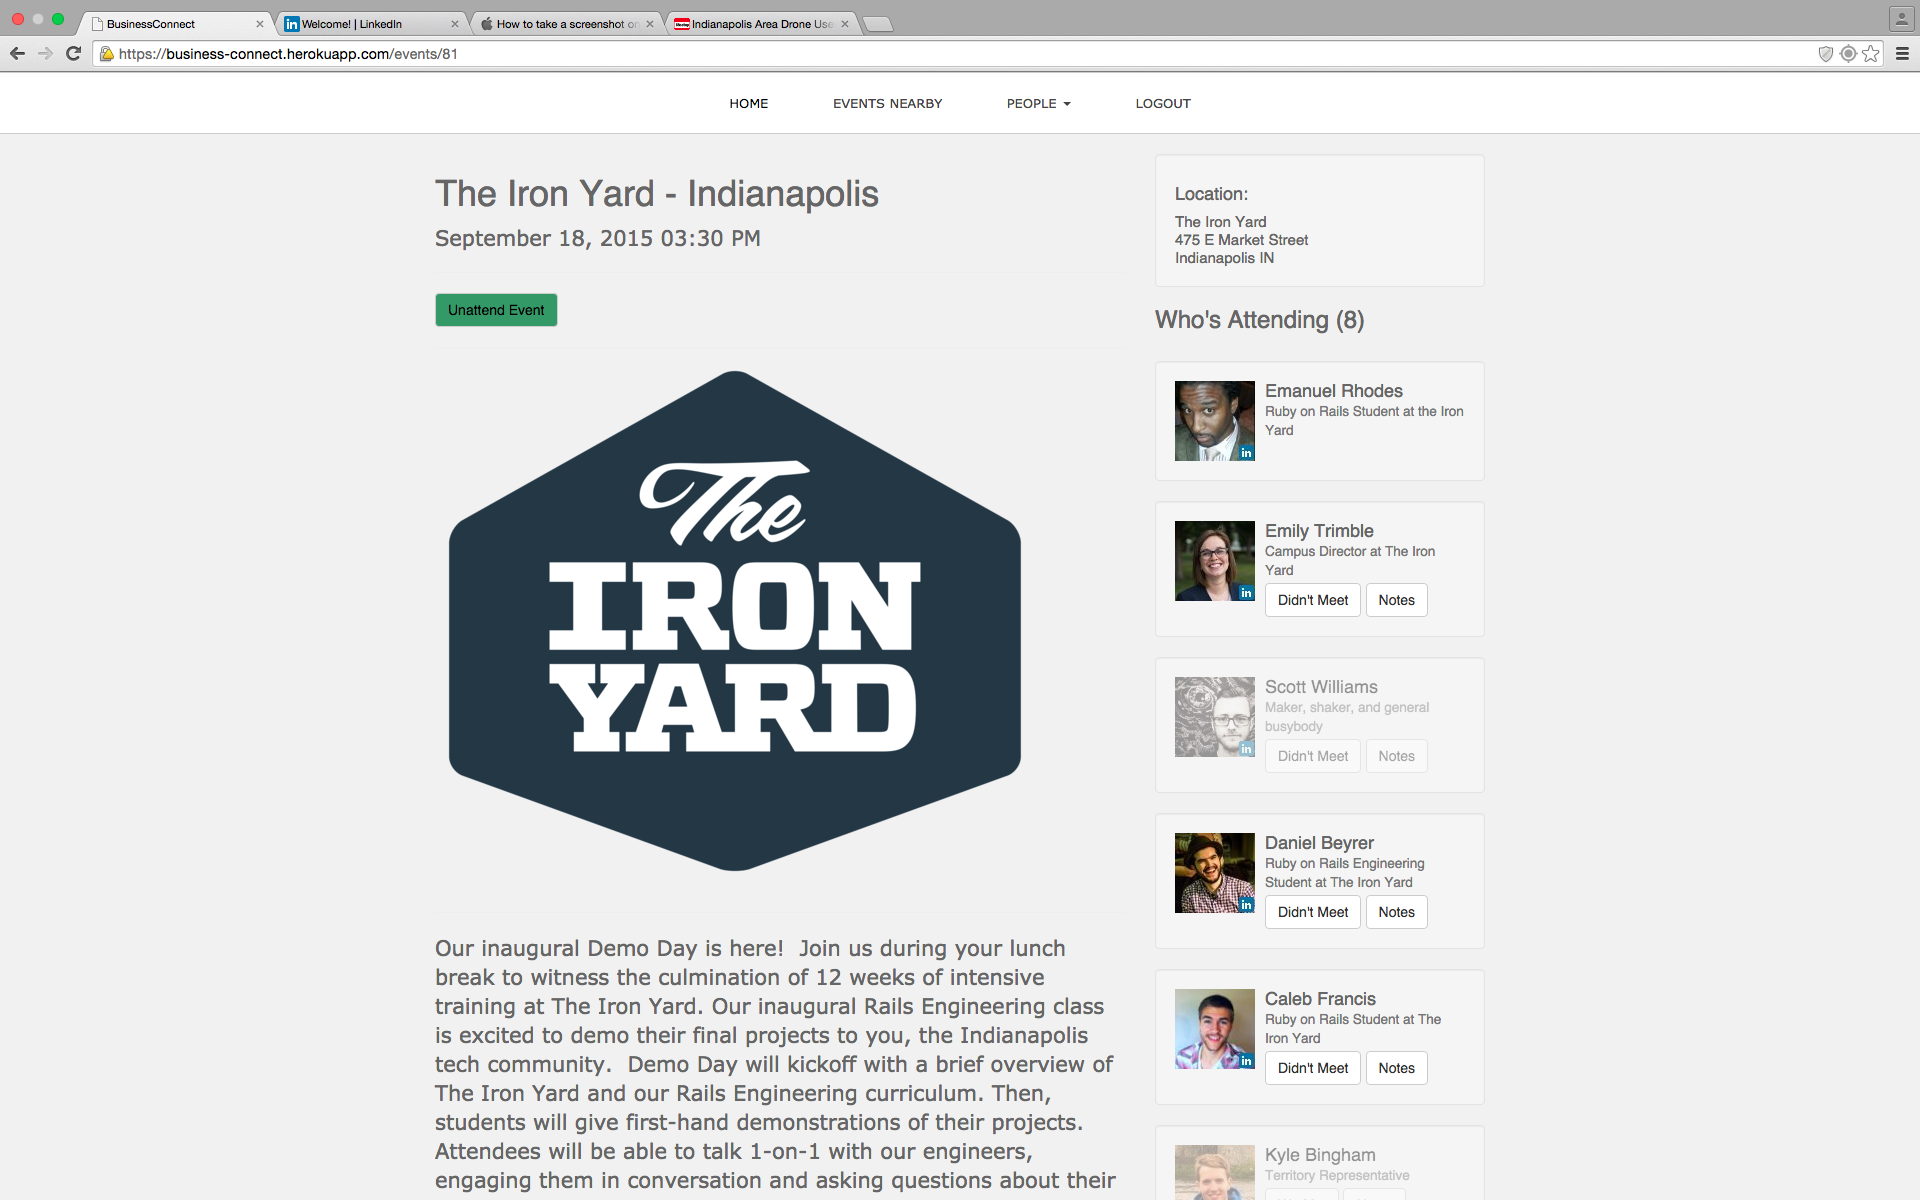 BusinessConnect
Welcome! | LinkedIn
How to take a screenshot on
Indianapolis Area Drone Use
https://business-connect.herokuapp.com/events/81
HOME
EVENTS NEARBY
PEOPLE
LOGOUT
The Iron Yard - Indianapolis
September 18, 2015 03:30 PM
Unattend Event
The
IRON
YARD
Our inaugural Demo Day is here!  Join us during your lunch
break to witness the culmination of 12 weeks of intensive
training at The Iron Yard. Our inaugural Rails Engineering class
is excited to demo their final projects to you, the Indianapolis
tech community.  Demo Day will kickoff with a brief overview of
The Iron Yard and our Rails Engineering curriculum. Then,
students will give first-hand demonstrations of their projects.
Attendees will be able to talk 1-on-1 with our engineers,
engaging them in conversation and asking questions about their
Location:
The Iron Yard
475 E Market Street
Indianapolis IN
Who's Attending (8)
Emanuel Rhodes
Ruby on Rails Student at the Iron
Yard
in
Emily Trimble
Campus Director at The Iron
Yard
in
Didn't Meet
Notes
Scott Williams
Maker, shaker, and general
busybody
in
Didn't Meet
Notes
Daniel Beyrer
Ruby on Rails Engineering
Student at The Iron Yard
in
Didn't Meet
Notes
Caleb Francis
Ruby on Rails Student at The
Iron Yard
in
Didn't Meet
Notes
Kyle Bingham
Territory Representative